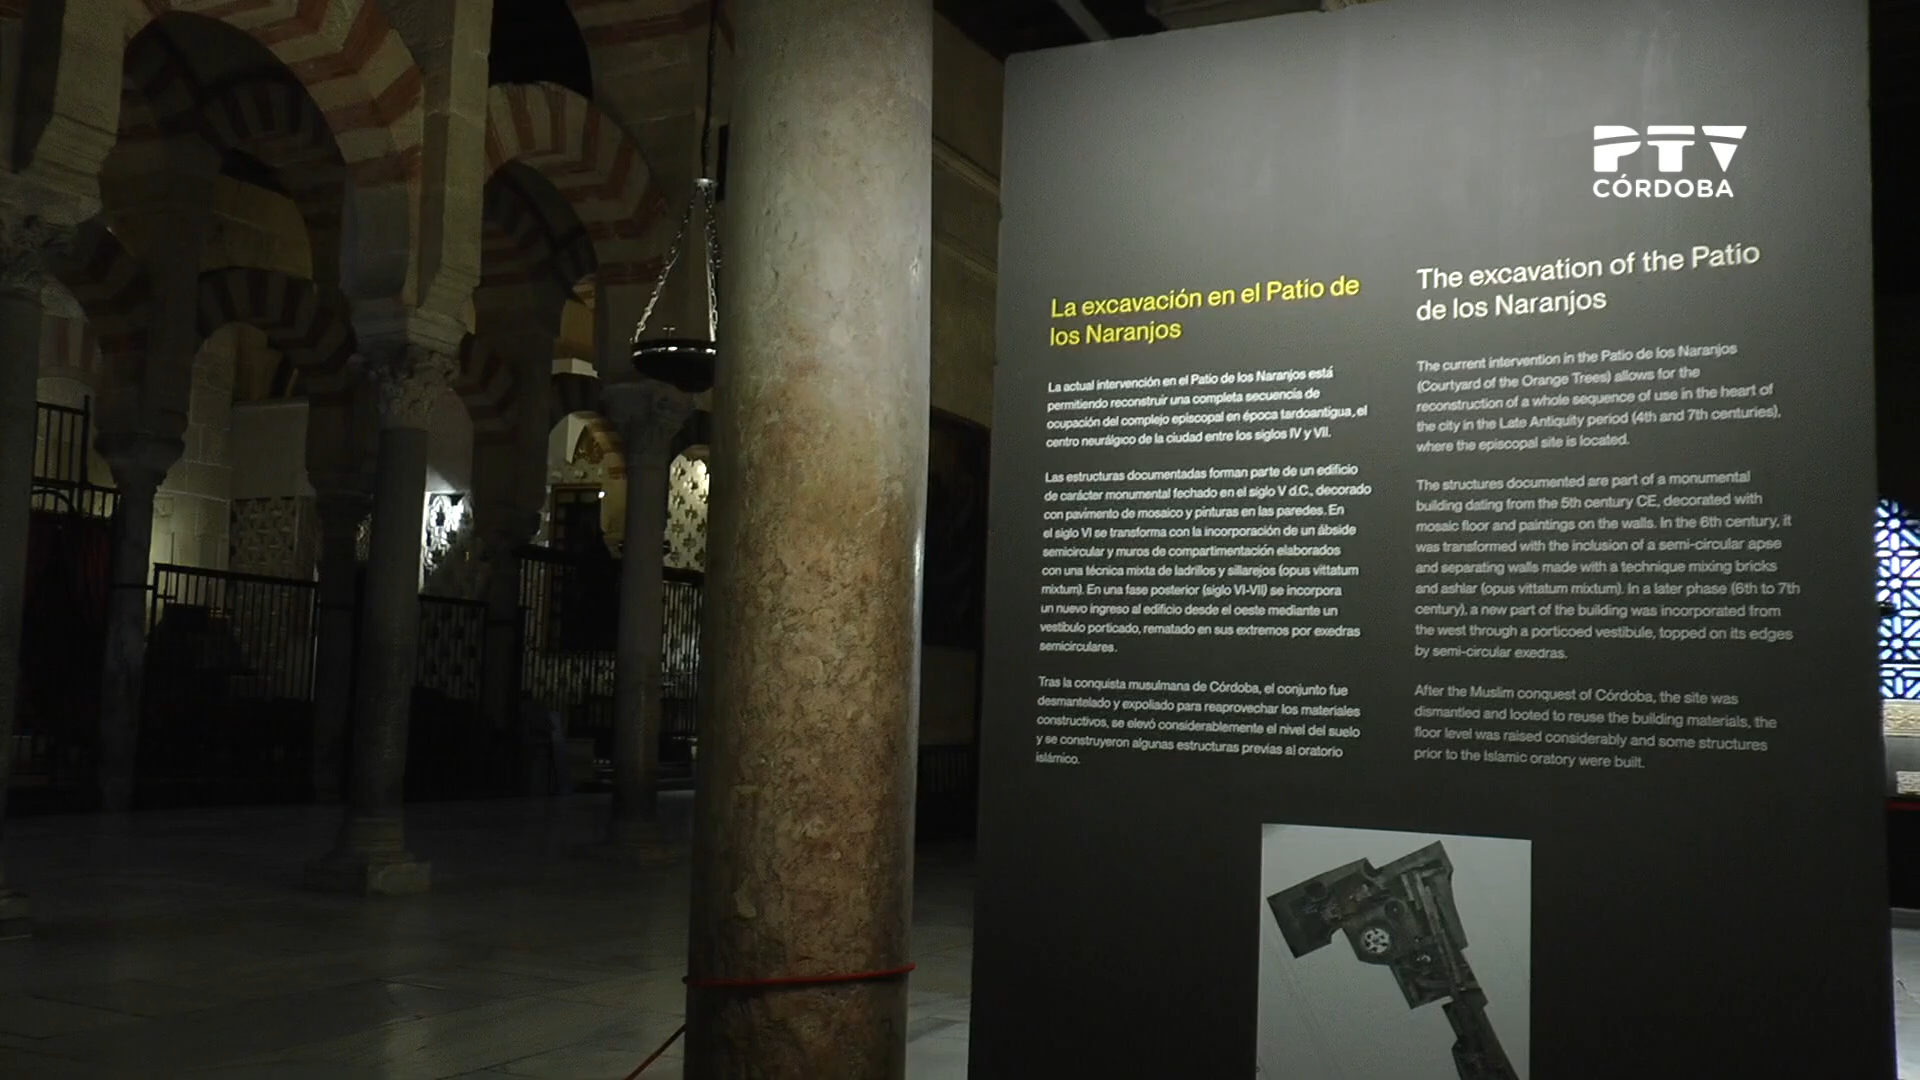 PTV
CÓRDOBA
La excavación en el Patio de
los Naranjos
La actual intervención en el Patio de los Naranjos está
permitiendo reconstruir una completa secuencia de
ocupación del complejo episcopal en época tardoantigua, el
centro neurálgico de la ciudad entre los siglos IV y VII.
Las estructuras documentadas forman parte de un edificio
de carácter monumental fechado en el siglo V d.C., decorado
con pavimento de mosaico y pinturas en las paredes. En
el siglo VI se transforma con la incorporación de un ábside
semicircular y muros de compartimentación elaborados
con una técnica mixta de ladrillos y sillarejos (opus vittatum
mixtum). En una fase posterior (siglo VI-VII) se incorpora
un nuevo ingreso al edificio desde el oeste mediante un
vestíbulo porticado, rematado en sus extremos por exedras
semicirculares.
Tras la conquista musulmana de Córdoba, el conjunto fue
desmantelado y expoliado para reaprovechar los materiales
constructivos, se elevó considerablemente el nivel del suelo
y se construyeron algunas estructuras previas al oratorio
islámico.
The excavation of the Patio
de los Naranjos
The current intervention in the Patio de los Naranjos
(Courtyard of the Orange Trees) allows for the
reconstruction of a whole sequence of use in the heart of
the city in the Late Antiquity period (4th and 7th centuries),
where the episcopal site is located.
The structures documented are part of a monumental
building dating from the 5th century CE, decorated with
mosaic floor and paintings on the walls. In the 6th century, it
was transformed with the inclusion of a semi-circular apse
and separating walls made with a technique mixing bricks
and ashlar (opus vittatum mixtum). In a later phase (6th to 7th
century), a new part of the building was incorporated from
the west through a porticoed vestibule, topped on its edges
by semi-circular exedras.
After the Muslim conquest of Córdoba, the site was
dismantled and looted to reuse the building materials, the
floor level was raised considerably and some structures
prior to the Islamic oratory were built.